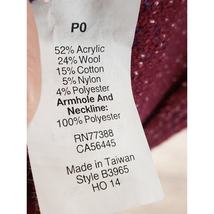 P0
52% Acrylic
24% Wool
15% Cotton
5% Nylon
4% Polyester
Armhole And
Neckline:
100% Polyester
RN77388
CA56445
Made in Taiwan
Style B3965
HO 14